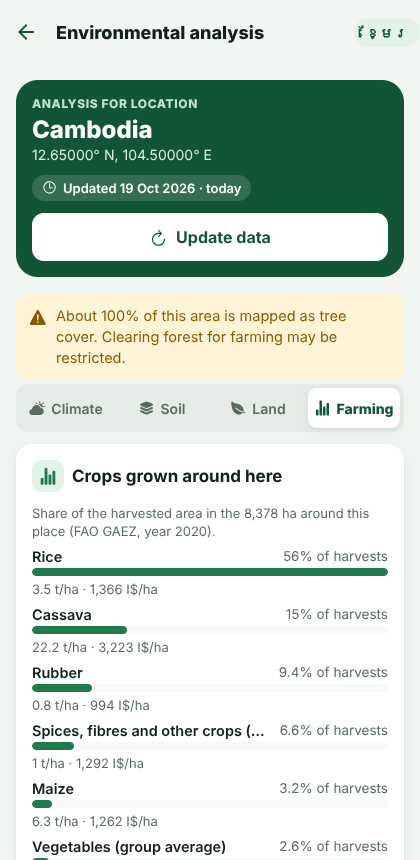 Environmental analysis
ខ្មែរ
ANALYSIS FOR LOCATION
Cambodia
12.65000° N, 104.50000° E
Updated 19 Oct 2026 · today
Update data
About 100% of this area is mapped as tree
cover. Clearing forest for farming may be
restricted.
Climate
Soil
Land
Farming
Crops grown around here
Share of the harvested area in the 8,378 ha around this
place (FAO GAEZ, year 2020).
Rice 56% of harvests
3.5 t/ha · 1,366 I$/ha
Cassava 15% of harvests
22.2 t/ha · 3,223 I$/ha
Rubber 9.4% of harvests
0.8 t/ha · 994 I$/ha
Spices, fibres and other crops (... 6.6% of harvests
1 t/ha · 1,292 I$/ha
Maize 3.2% of harvests
6.3 t/ha · 1,262 I$/ha
Vegetables (group average) 2.6% of harvests